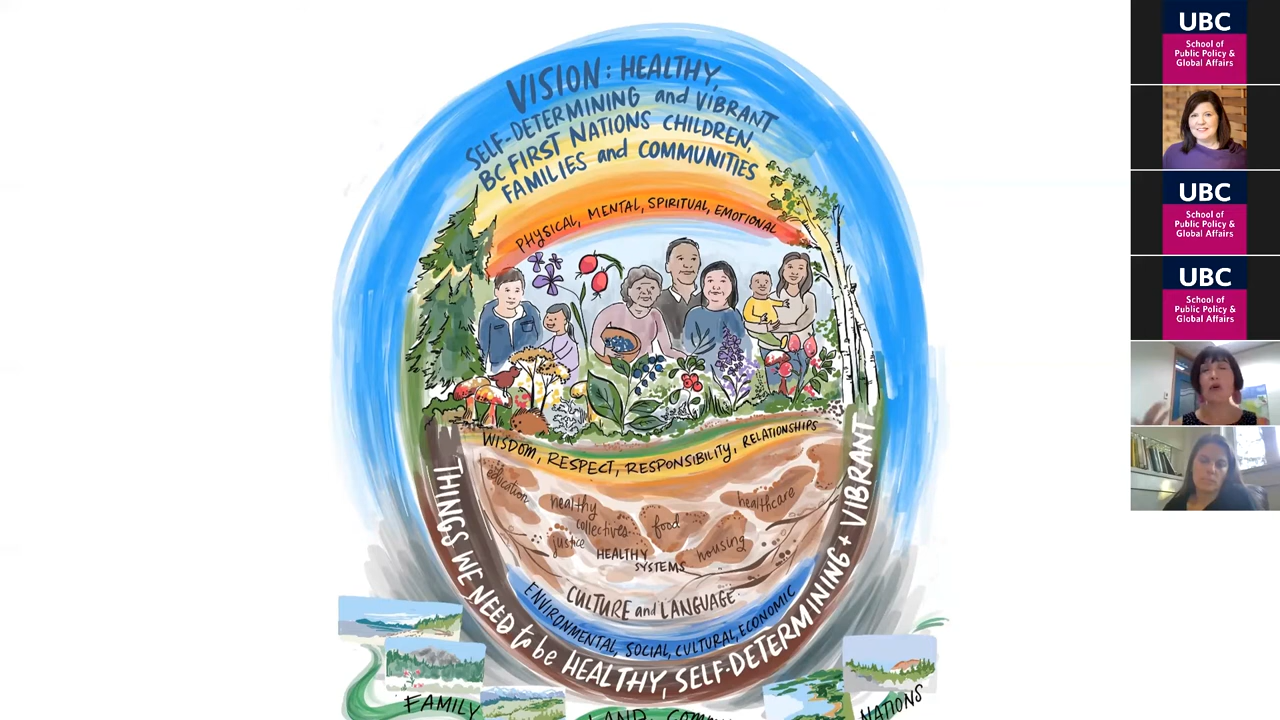 VISION: HEALTHY,
SELF-DETERMINING and VIBRANT
BC FIRST NATIONS CHILDREN,
FAMILIES and COMMUNITIES
PHYSICAL, MENTAL, SPIRITUAL, EMOTIONAL
WISDOM, RESPECT, RESPONSIBILITY, RELATIONSHIPS
education
healthy
collectives
justice
food
healthcare
housing
HEALTHY
SYSTEMS
CULTURE and LANGUAGE
ENVIRONMENTAL, SOCIAL, CULTURAL, ECONOMIC
THINGS WE NEED to be HEALTHY, SELF-DETERMINING + VIBRANT
FAMILY
LAND
NATIONS
UBC
School of
Public Policy &
Global Affairs
UBC
School of
Public Policy &
Global Affairs
UBC
School of
Public Policy &
Global Affairs